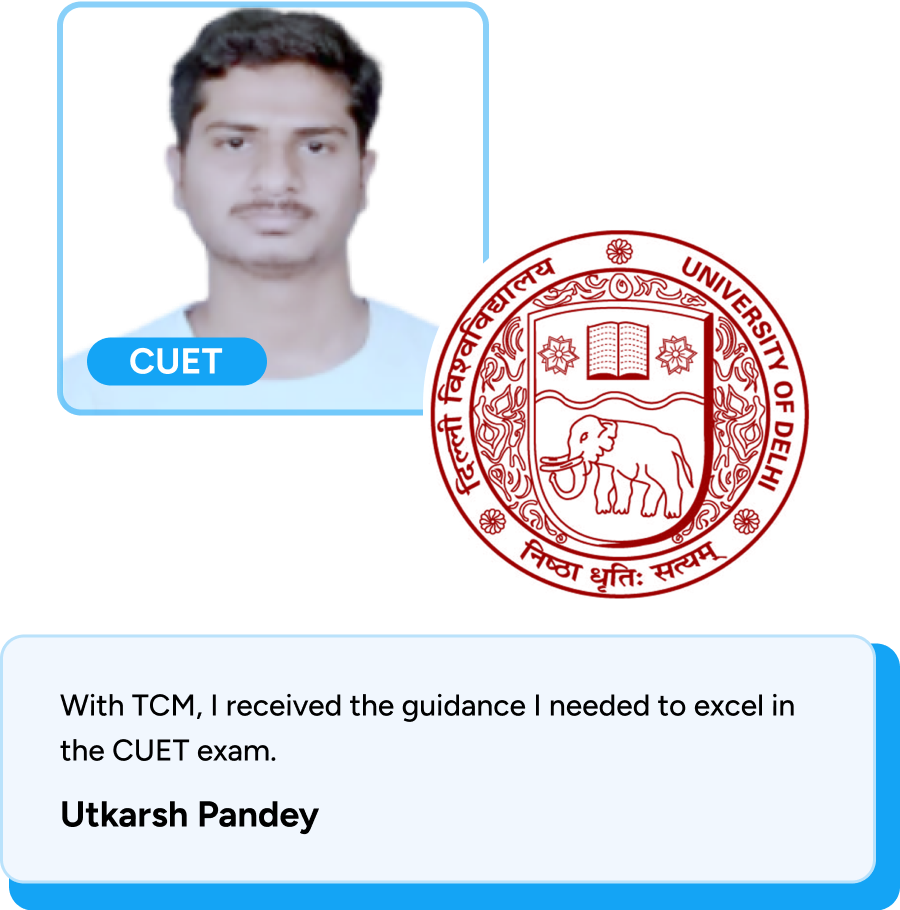 CUET
दिल्ली विश्वविद्यालय
UNIVERSITY OF DELHI
निष्ठा धृतिः सत्यम्
With TCM, I received the guidance I needed to excel in
the CUET exam.
Utkarsh Pandey